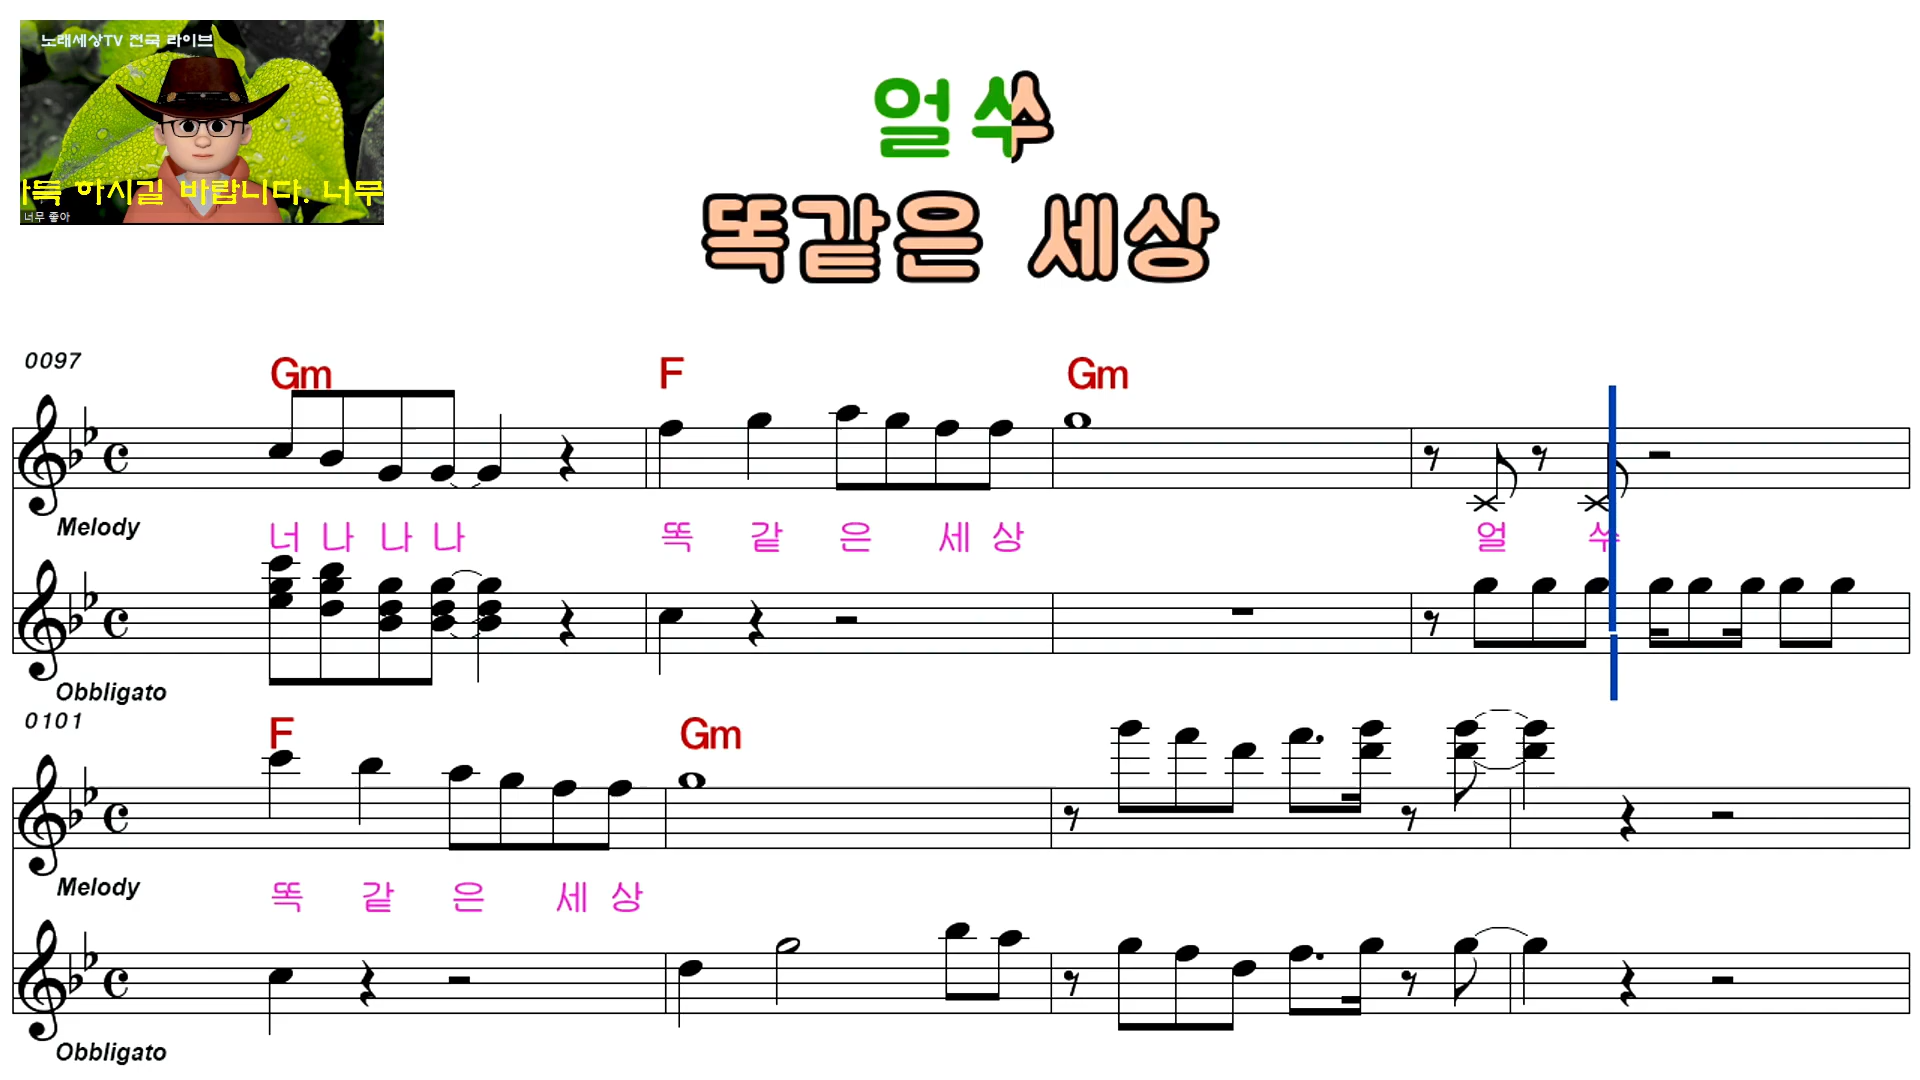 노래세상TV 전국 라이브
하시길 바랍니다. 너무
너무 좋아
얼쑤
똑같은 세상
0097
Gm F Gm
Melody
너 나 나 나 똑 같 은 세 상 얼 쑤
Obbligato
0101
F Gm
Melody
똑 같 은 세 상
Obbligato